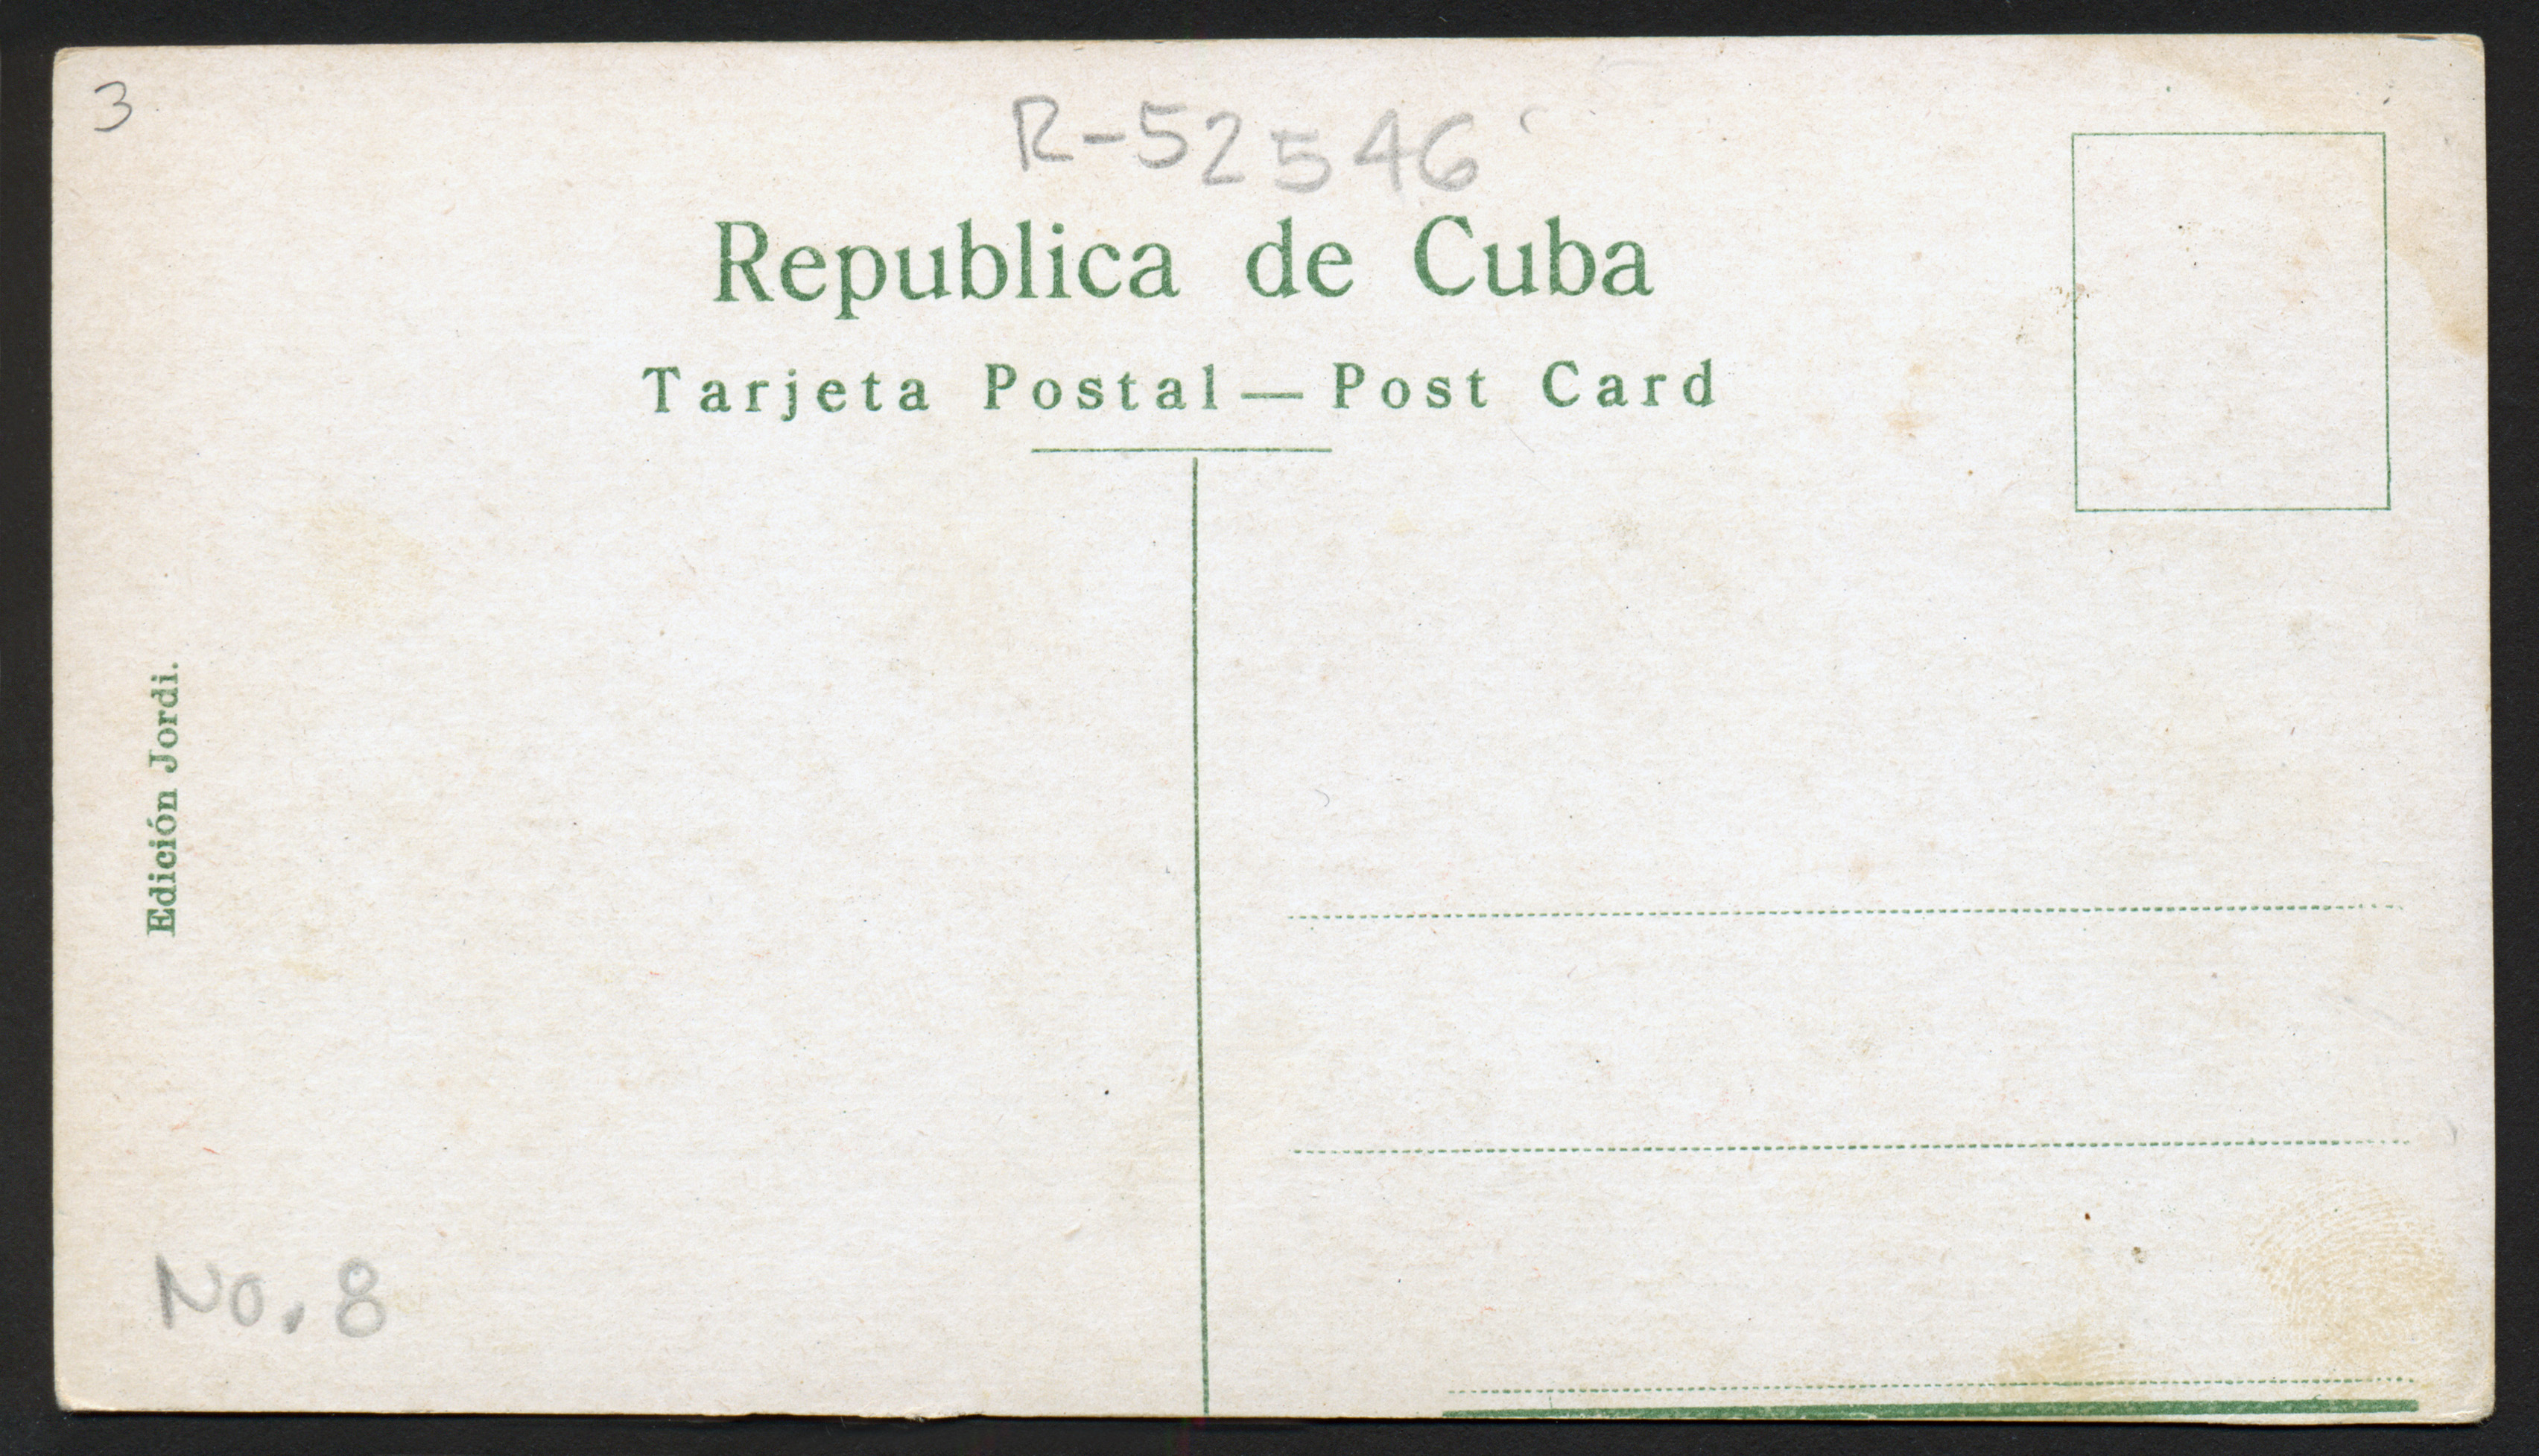 3
R-52546
Republica de Cuba
Tarjeta Postal — Post Card
Edición Jordi.
No. 8